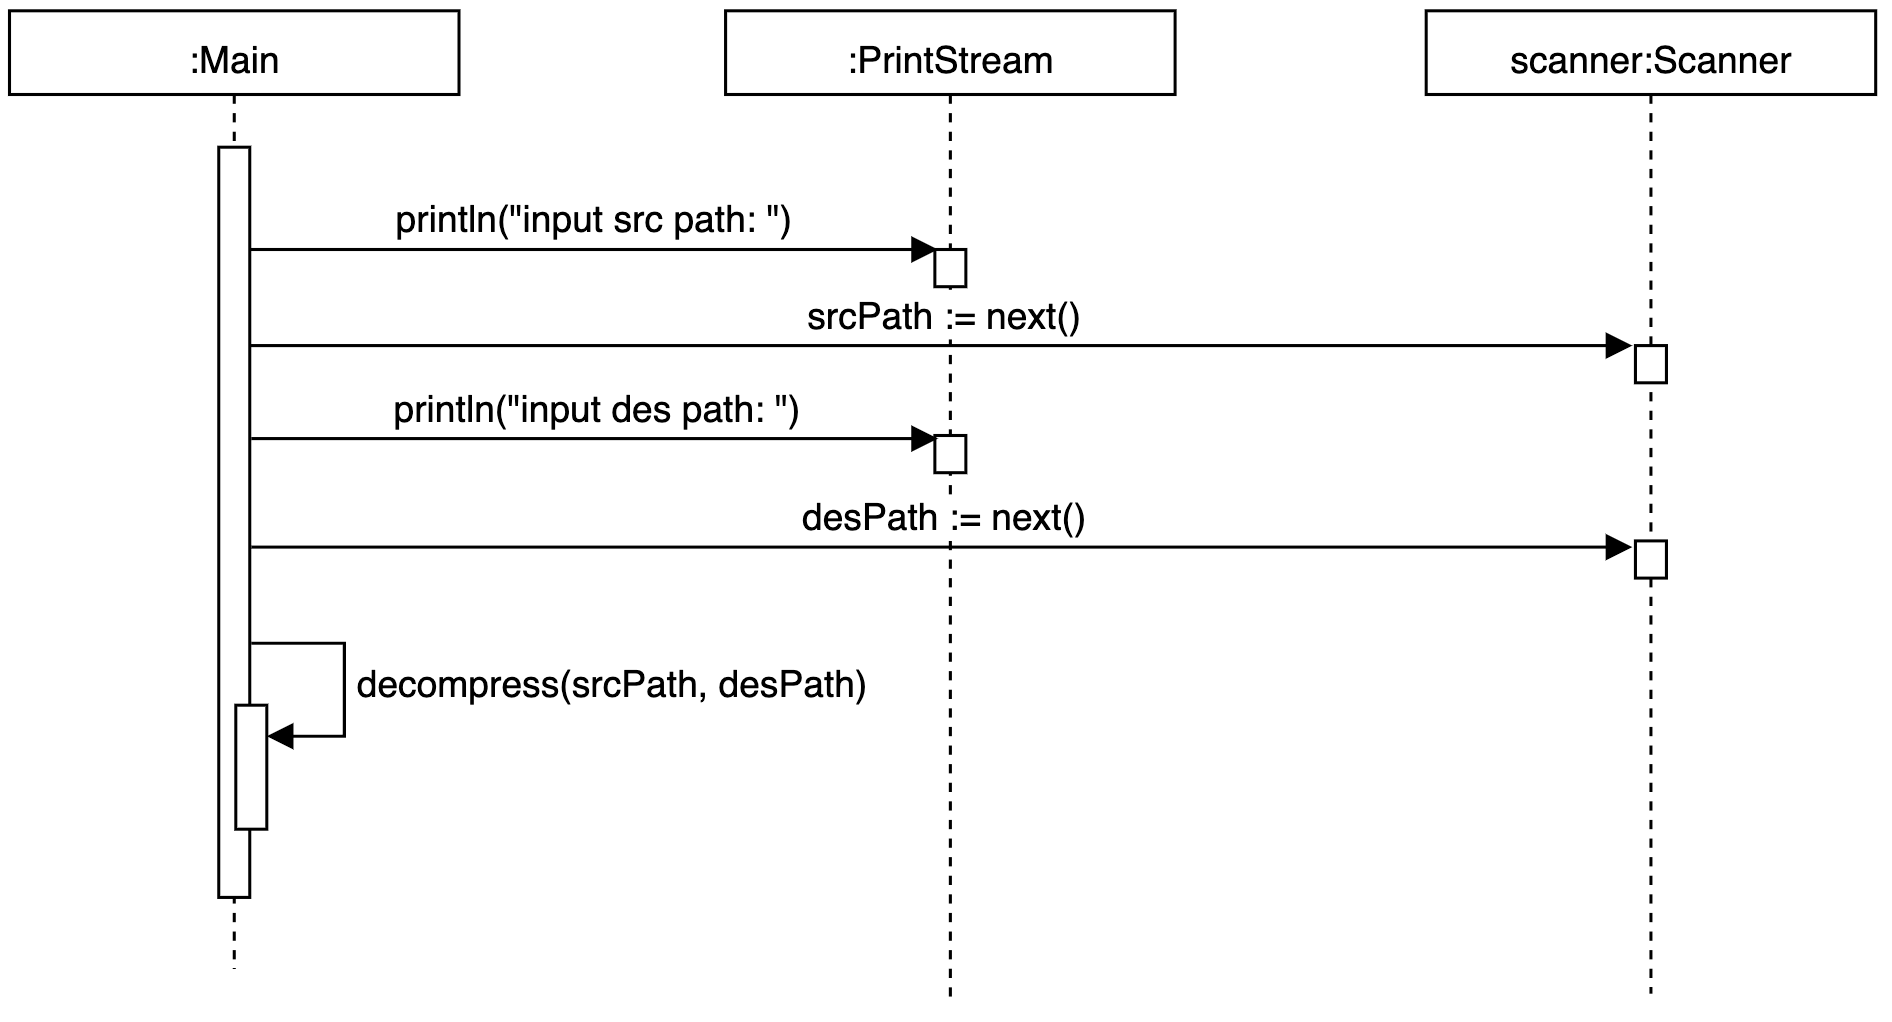 :Main
:PrintStream
scanner:Scanner
println("input src path: ")
srcPath := next()
println("input des path: ")
desPath := next()
decompress(srcPath, desPath)